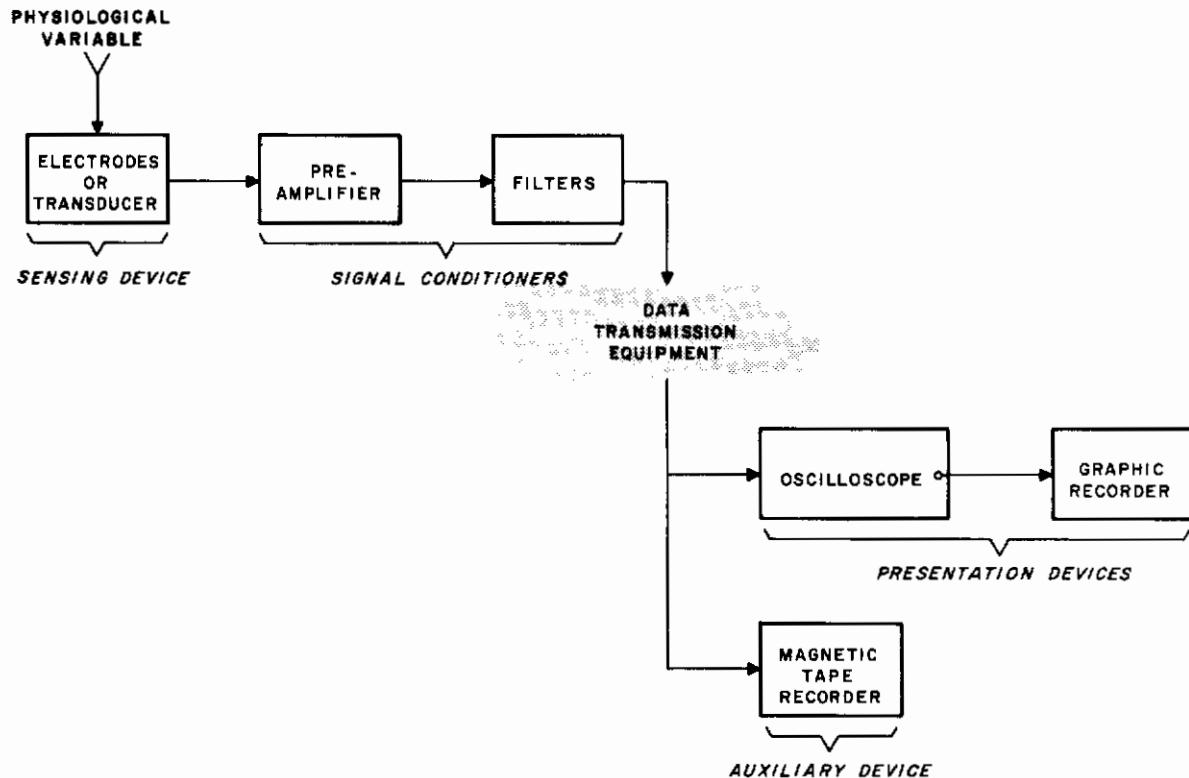 PHYSIOLOGICAL
VARIABLE
ELECTRODES
OR
TRANSDUCER
PRE-
AMPLIFIER
FILTERS
SENSING DEVICE
SIGNAL CONDITIONERS
DATA
TRANSMISSION
EQUIPMENT
OSCILLOSCOPE
GRAPHIC
RECORDER
PRESENTATION DEVICES
MAGNETIC
TAPE
RECORDER
AUXILIARY DEVICE